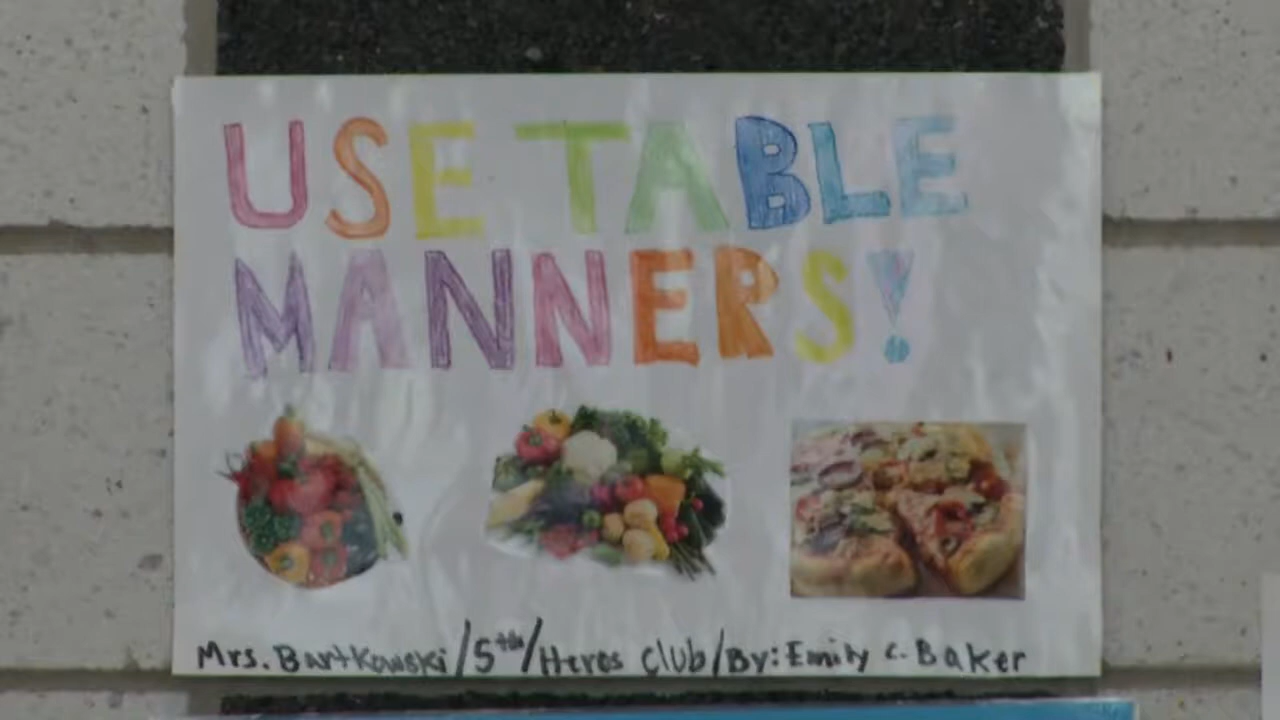 USE TABLE
MANNERS!
Mrs. Bartkowski/5th/Heros Club/By: Emily C. Baker